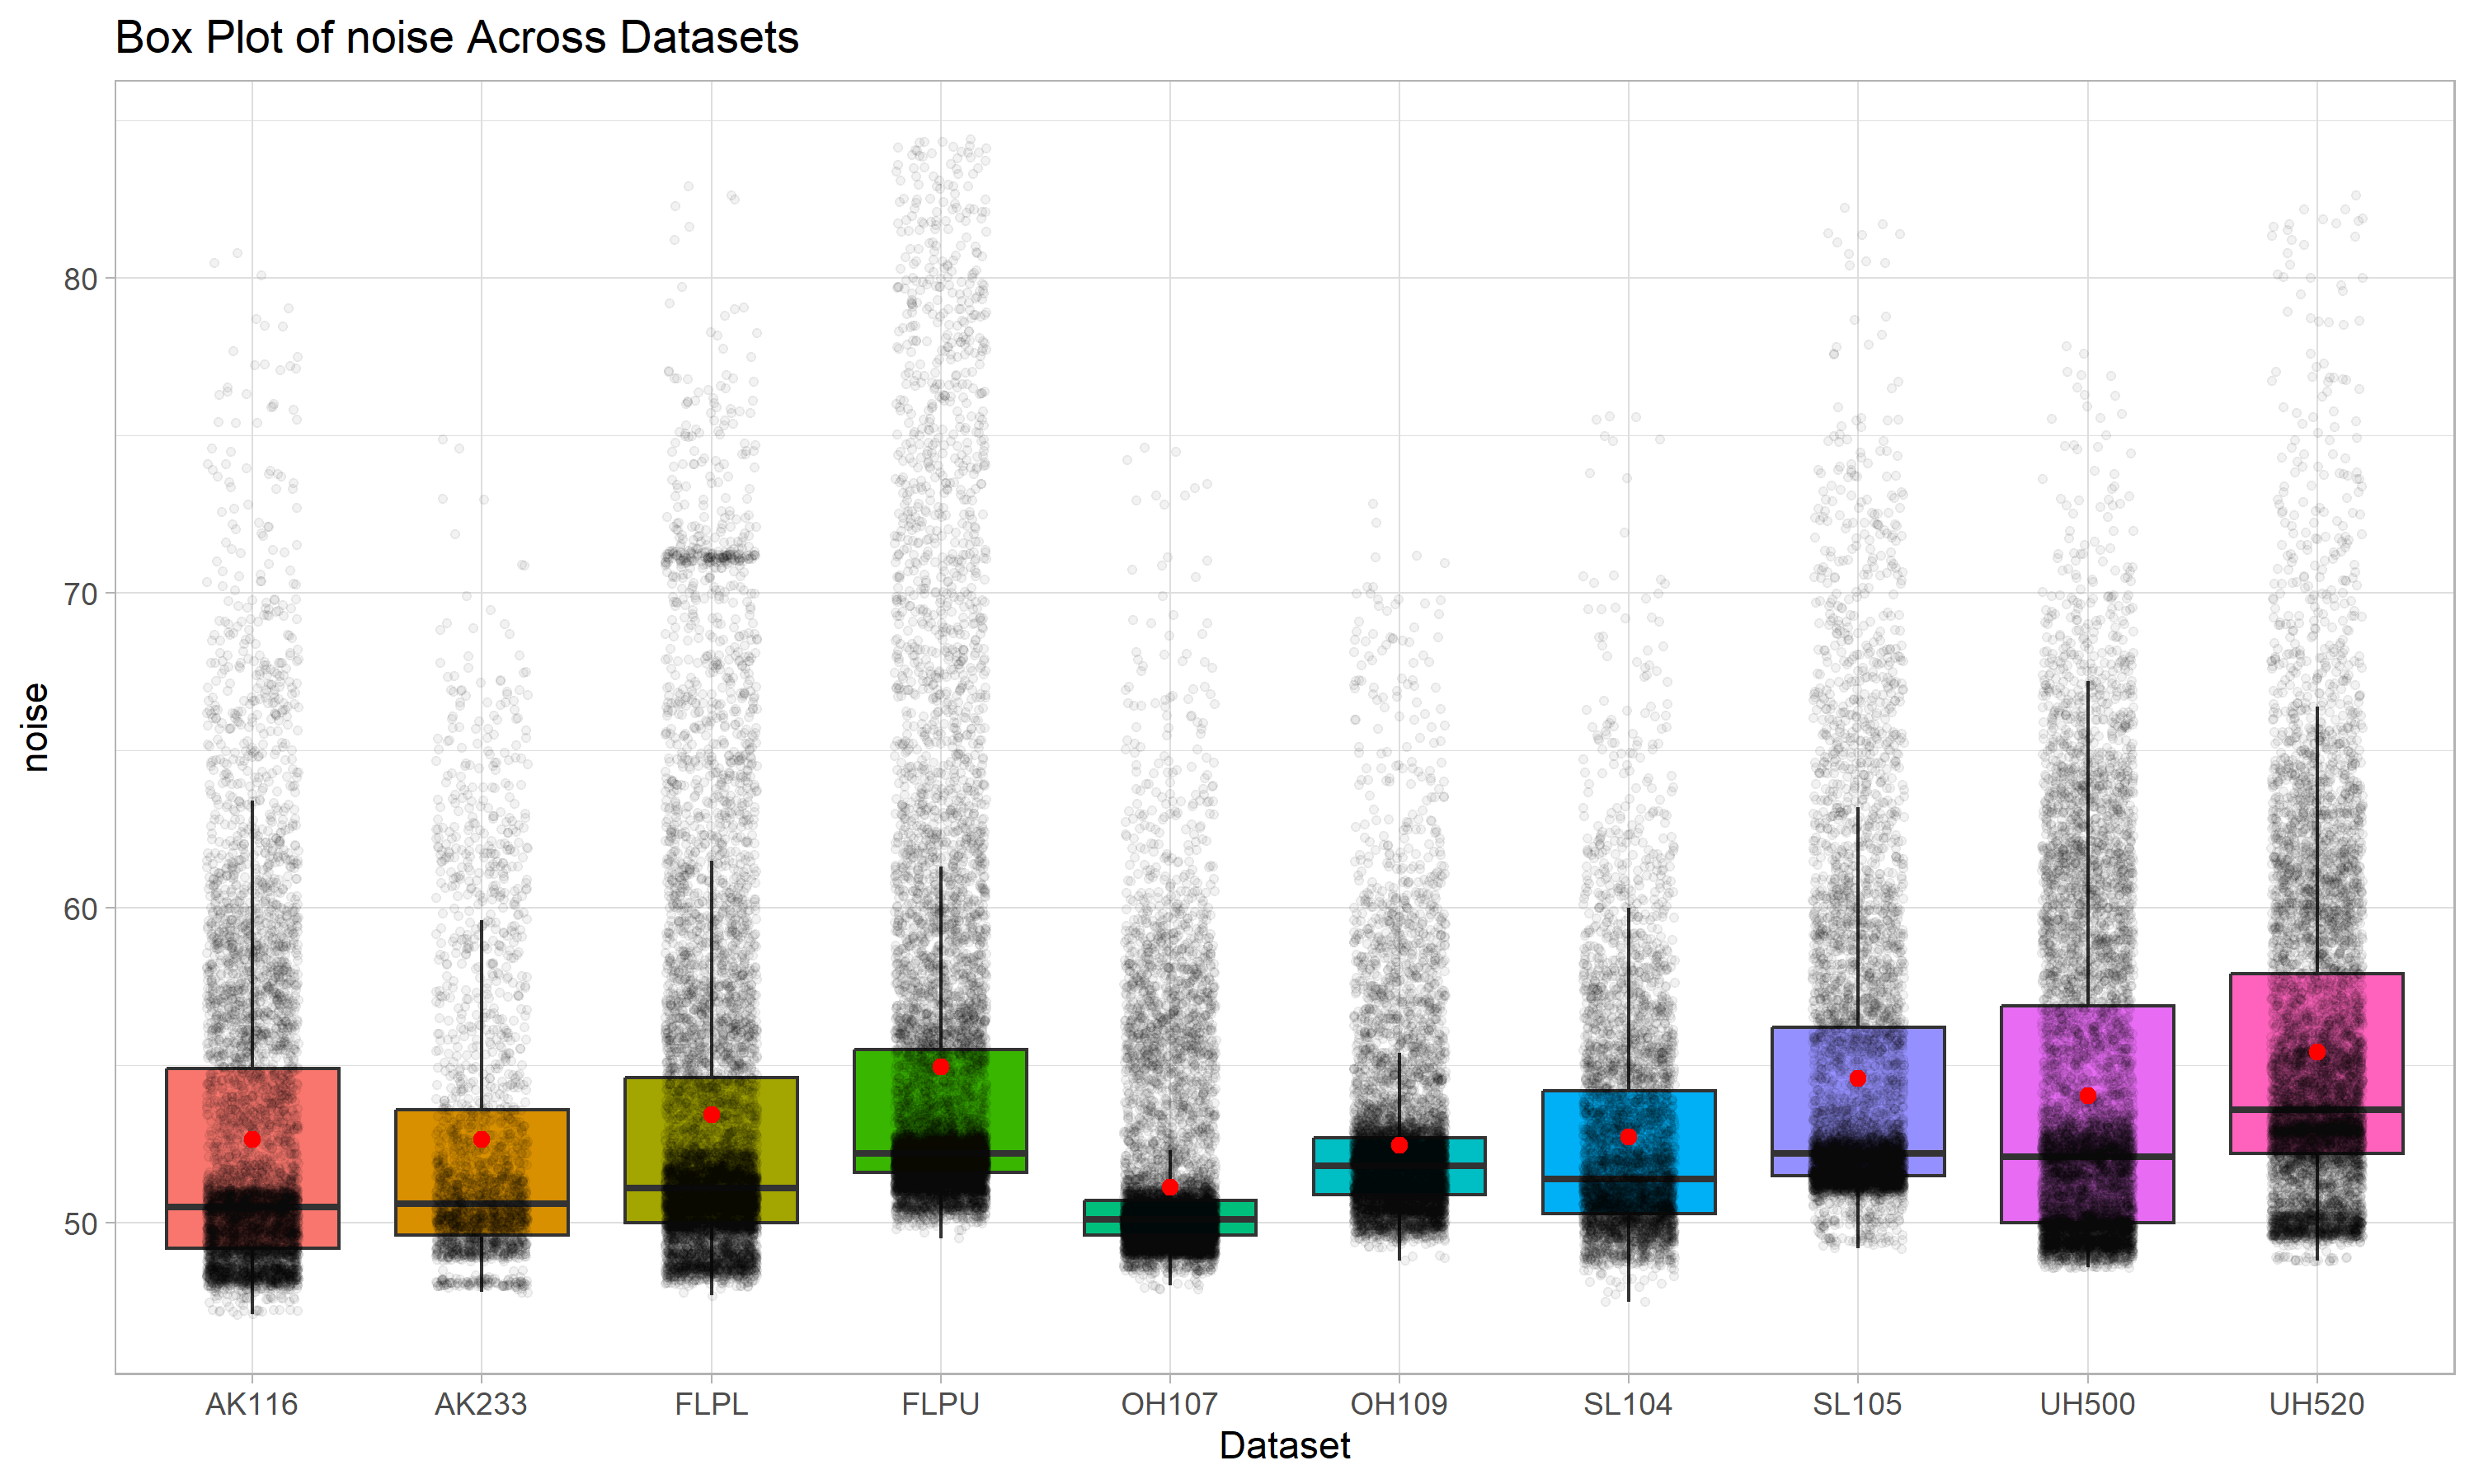 Box Plot of noise Across Datasets
80
70
60
50
noise
AK116 AK233 FLPL FLPU OH107 OH109 SL104 SL105 UH500 UH520
Dataset